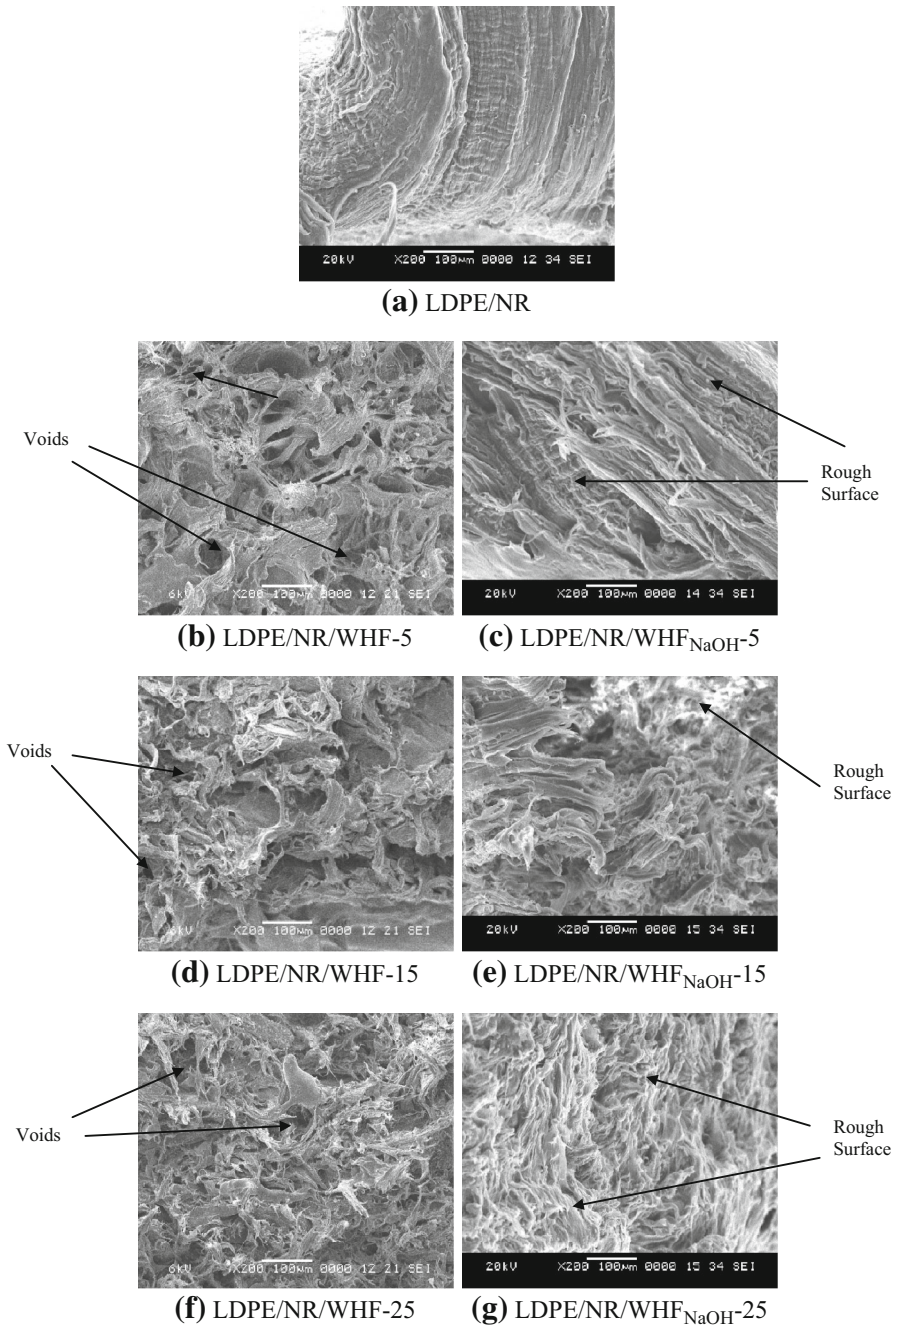 20kV X200 100μm 0000 12 34 SEI
(a) LDPE/NR
Voids
6kV X200 100μm 0000 12 21 SEI
(b) LDPE/NR/WHF-5
20kV X200 100μm 0000 14 34 SEI
Rough
Surface
(c) LDPE/NR/WHFNaOH-5
Voids
6kV X200 100μm 0000 12 21 SEI
(d) LDPE/NR/WHF-15
20kV X200 100μm 0000 15 34 SEI
Rough
Surface
(e) LDPE/NR/WHFNaOH-15
Voids
6kV X200 100μm 0000 12 21 SEI
(f) LDPE/NR/WHF-25
20kV X200 100μm 0000 15 34 SEI
Rough
Surface
(g) LDPE/NR/WHFNaOH-25